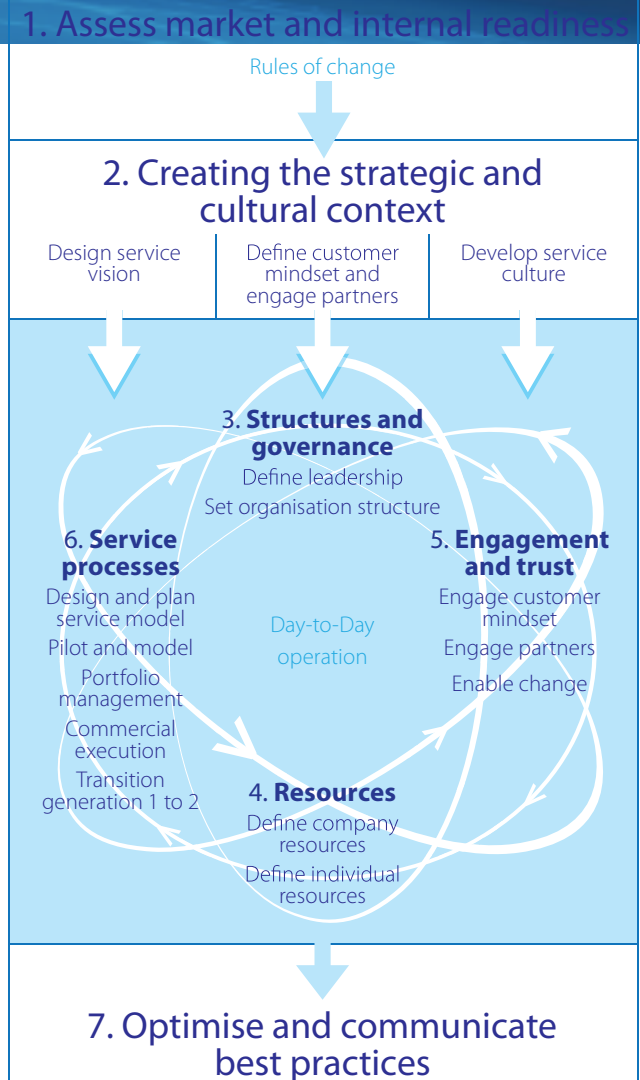 1. Assess market and internal readiness
Rules of change
2. Creating the strategic and
cultural context
Design service
vision
Define customer
mindset and
engage partners
Develop service
culture
3. Structures and
governance
Define leadership
Set organisation structure
6. Service
processes
Design and plan
service model
Pilot and model
Portfolio
management
Commercial
execution
Transition
generation 1 to 2
Day-to-Day
operation
5. Engagement
and trust
Engage customer
mindset
Engage partners
Enable change
4. Resources
Define company
resources
Define individual
resources
7. Optimise and communicate
best practices